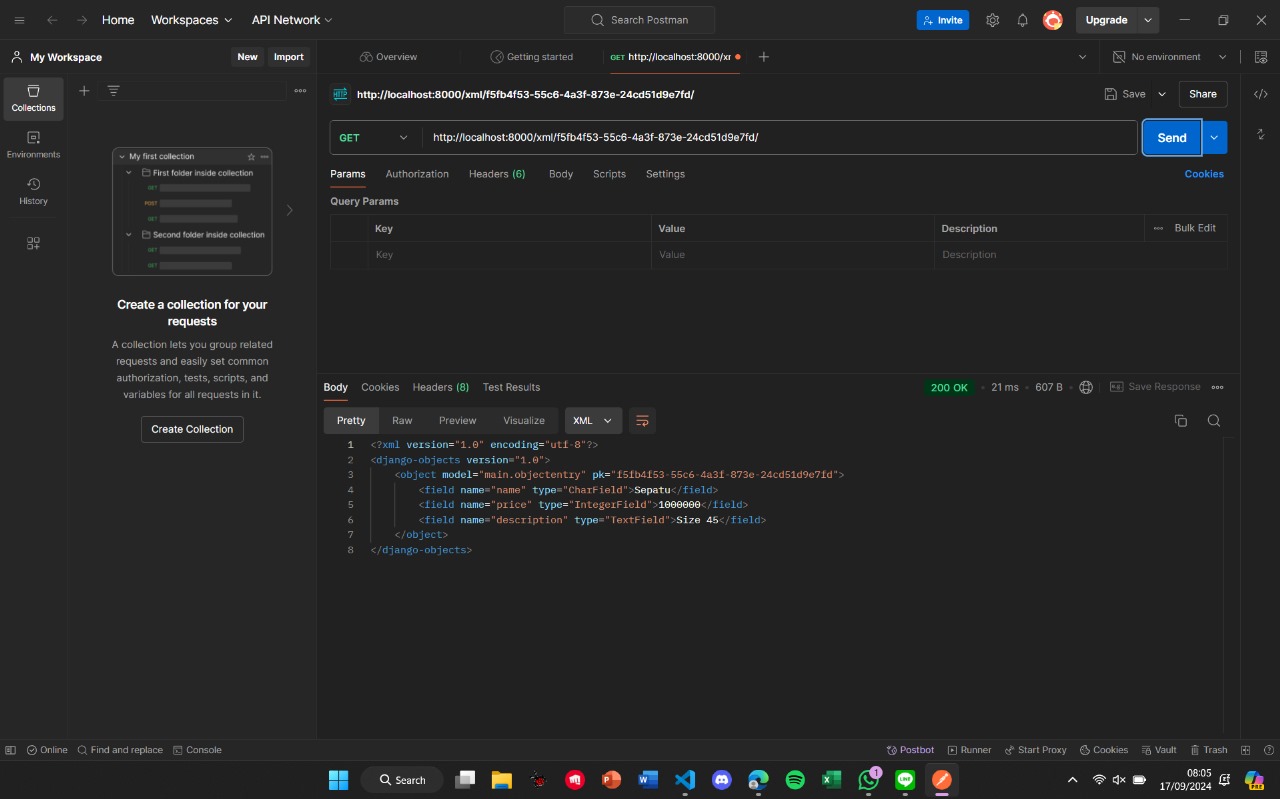 Home Workspaces API Network Search Postman Invite Upgrade
My Workspace New Import Overview Getting started GET http://localhost:8000/xr No environment
Collections
Environments
History
My first collection
First folder inside collection
GET
POST
GET
Second folder inside collection
GET
GET
Create a collection for your
requests
A collection lets you group related
requests and easily set common
authorization, tests, scripts, and
variables for all requests in it.
Create Collection
HTTP http://localhost:8000/xml/f5fb4f53-55c6-4a3f-873e-24cd51d9e7fd/ Save Share
GET http://localhost:8000/xml/f5fb4f53-55c6-4a3f-873e-24cd51d9e7fd/ Send
Params Authorization Headers (6) Body Scripts Settings Cookies
Query Params
Key Value Description Bulk Edit
Key Value Description
Body Cookies Headers (8) Test Results 200 OK 21 ms 607 B Save Response
Pretty Raw Preview Visualize XML
1 <?xml version="1.0" encoding="utf-8"?>
2 <django-objects version="1.0">
3 <object model="main.objectentry" pk="f5fb4f53-55c6-4a3f-873e-24cd51d9e7fd">
4 <field name="name" type="CharField">Sepatu</field>
5 <field name="price" type="IntegerField">1000000</field>
6 <field name="description" type="TextField">Size 45</field>
7 </object>
8 </django-objects>
Online Find and replace Console Postbot Runner Start Proxy Cookies Vault Trash
Search 1 LINE 08:05
17/09/2024
PRE